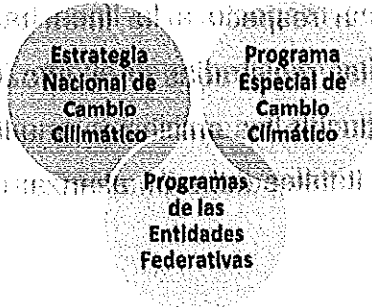 Estrategia
Nacional de
Cambio
Climático
Programa
Especial de
Cambio
Climático
Programas
de las
Entidades
Federativas